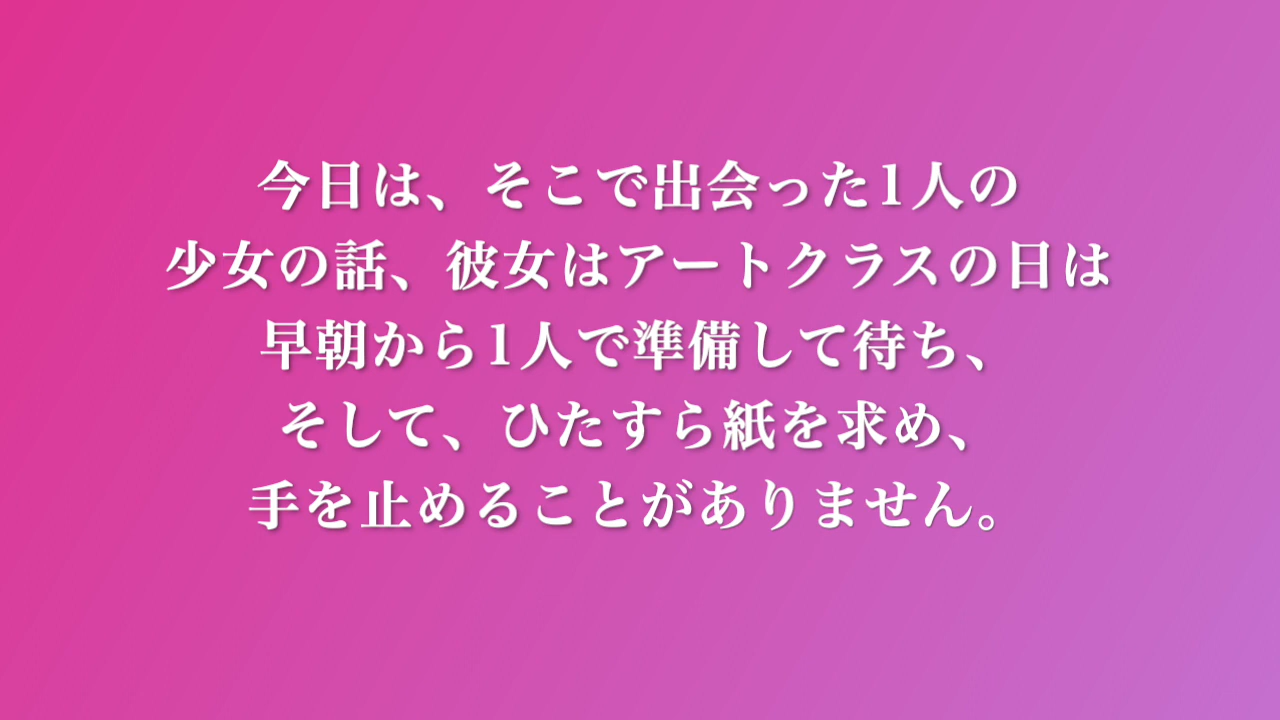 今日は、そこで出会った1人の
少女の話、彼女はアートクラスの日は
早朝から1人で準備して待ち、
そして、ひたすら紙を求め、
手を止めることがありません。